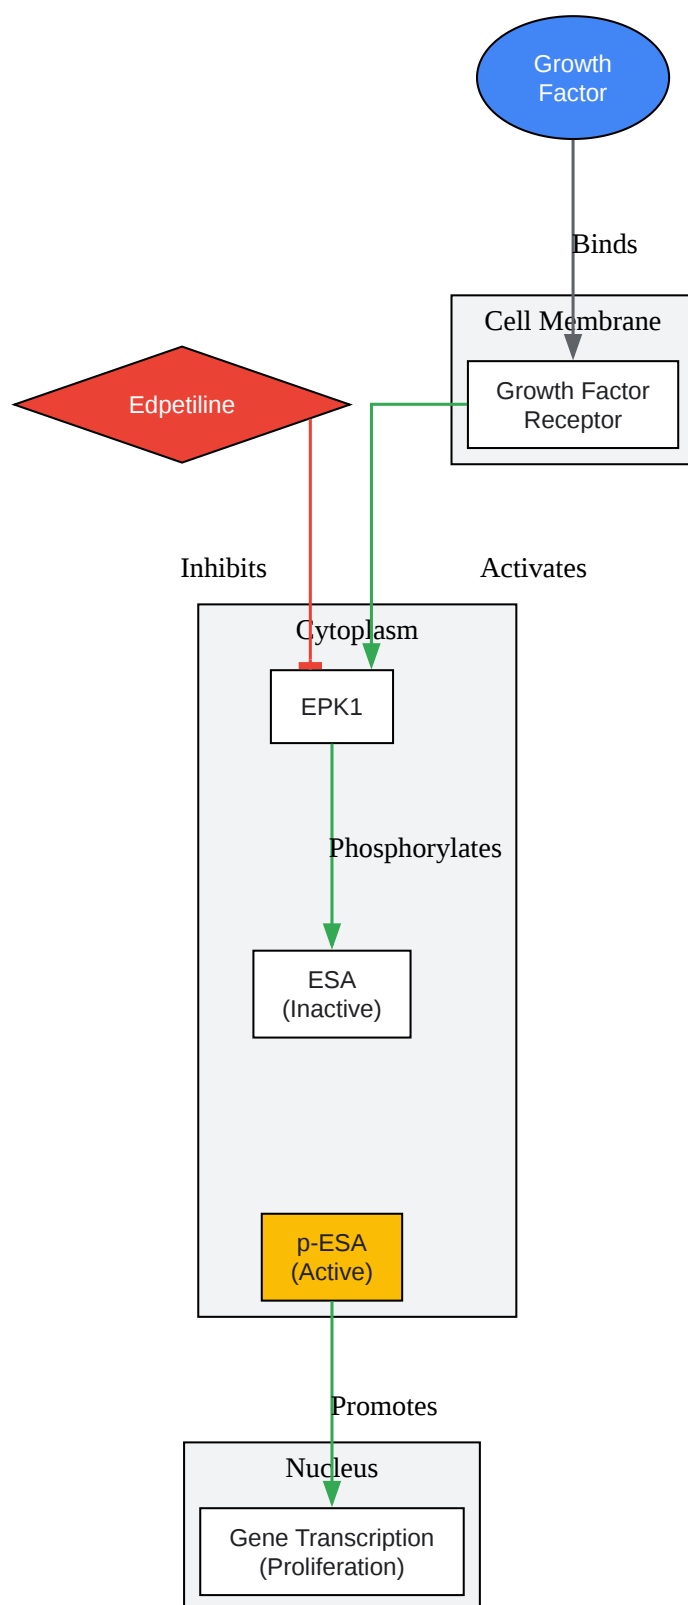 Growth
Factor
Binds
Cell Membrane
Growth Factor
Receptor
Edpetiline
Inhibits
Activates
Cytoplasm
EPK1
Phosphorylates
ESA
(Inactive)
p-ESA
(Active)
Promotes
Nucleus
Gene Transcription
(Proliferation)